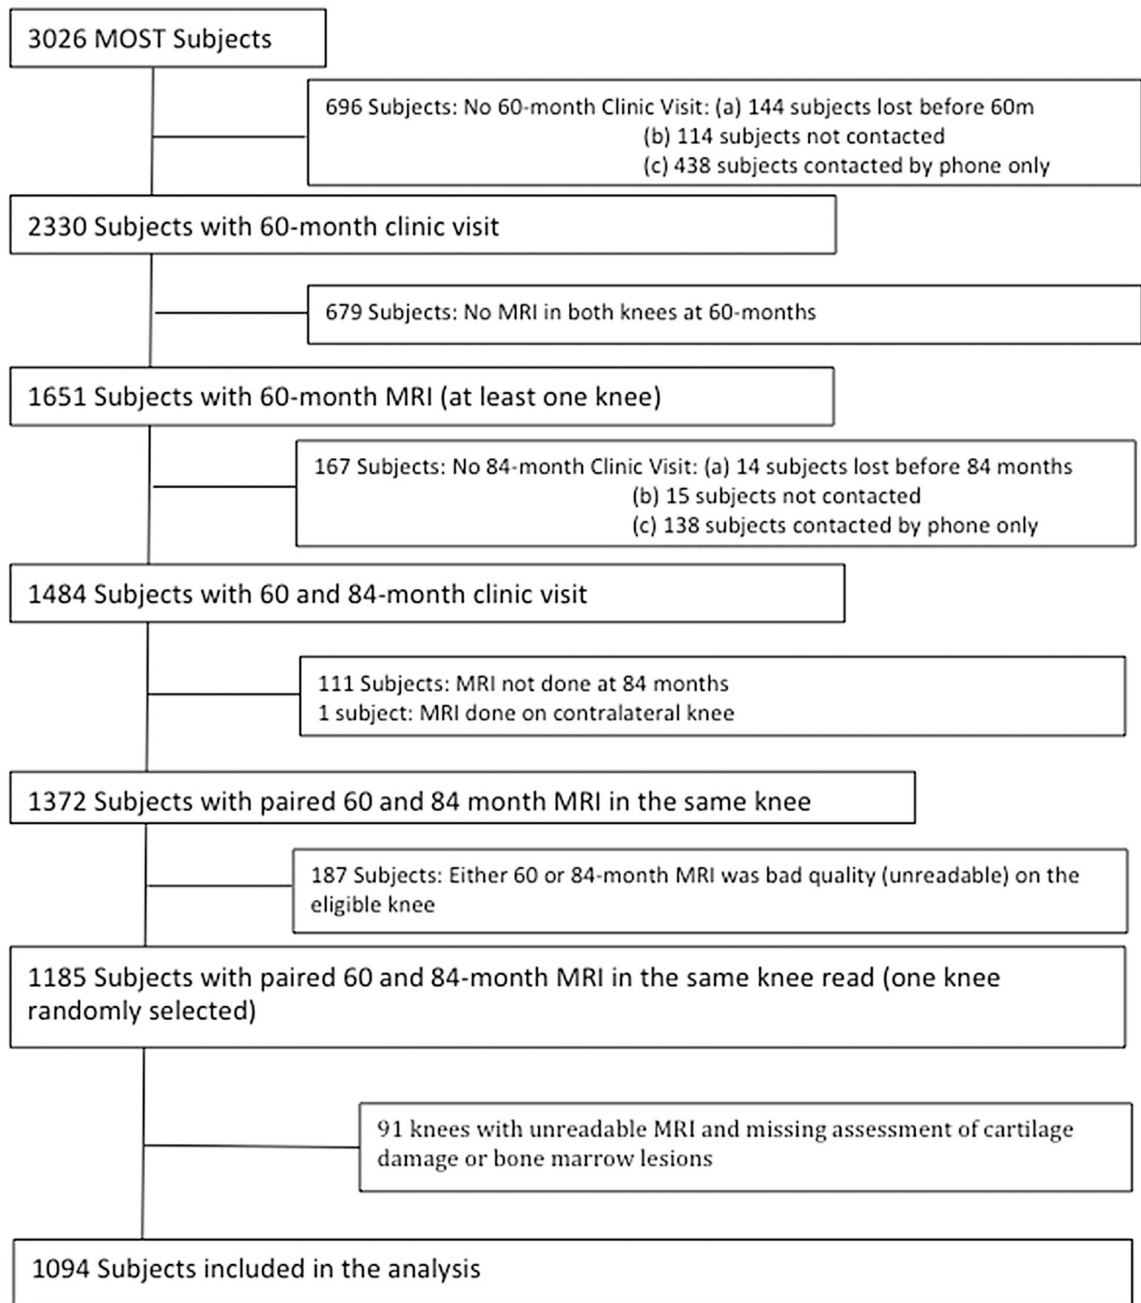 3026 MOST Subjects
696 Subjects: No 60-month Clinic Visit: (a) 144 subjects lost before 60m
(b) 114 subjects not contacted
(c) 438 subjects contacted by phone only
2330 Subjects with 60-month clinic visit
679 Subjects: No MRI in both knees at 60-months
1651 Subjects with 60-month MRI (at least one knee)
167 Subjects: No 84-month Clinic Visit: (a) 14 subjects lost before 84 months
(b) 15 subjects not contacted
(c) 138 subjects contacted by phone only
1484 Subjects with 60 and 84-month clinic visit
111 Subjects: MRI not done at 84 months
1 subject: MRI done on contralateral knee
1372 Subjects with paired 60 and 84 month MRI in the same knee
187 Subjects: Either 60 or 84-month MRI was bad quality (unreadable) on the
eligible knee
1185 Subjects with paired 60 and 84-month MRI in the same knee read (one knee
randomly selected)
91 knees with unreadable MRI and missing assessment of cartilage
damage or bone marrow lesions
1094 Subjects included in the analysis